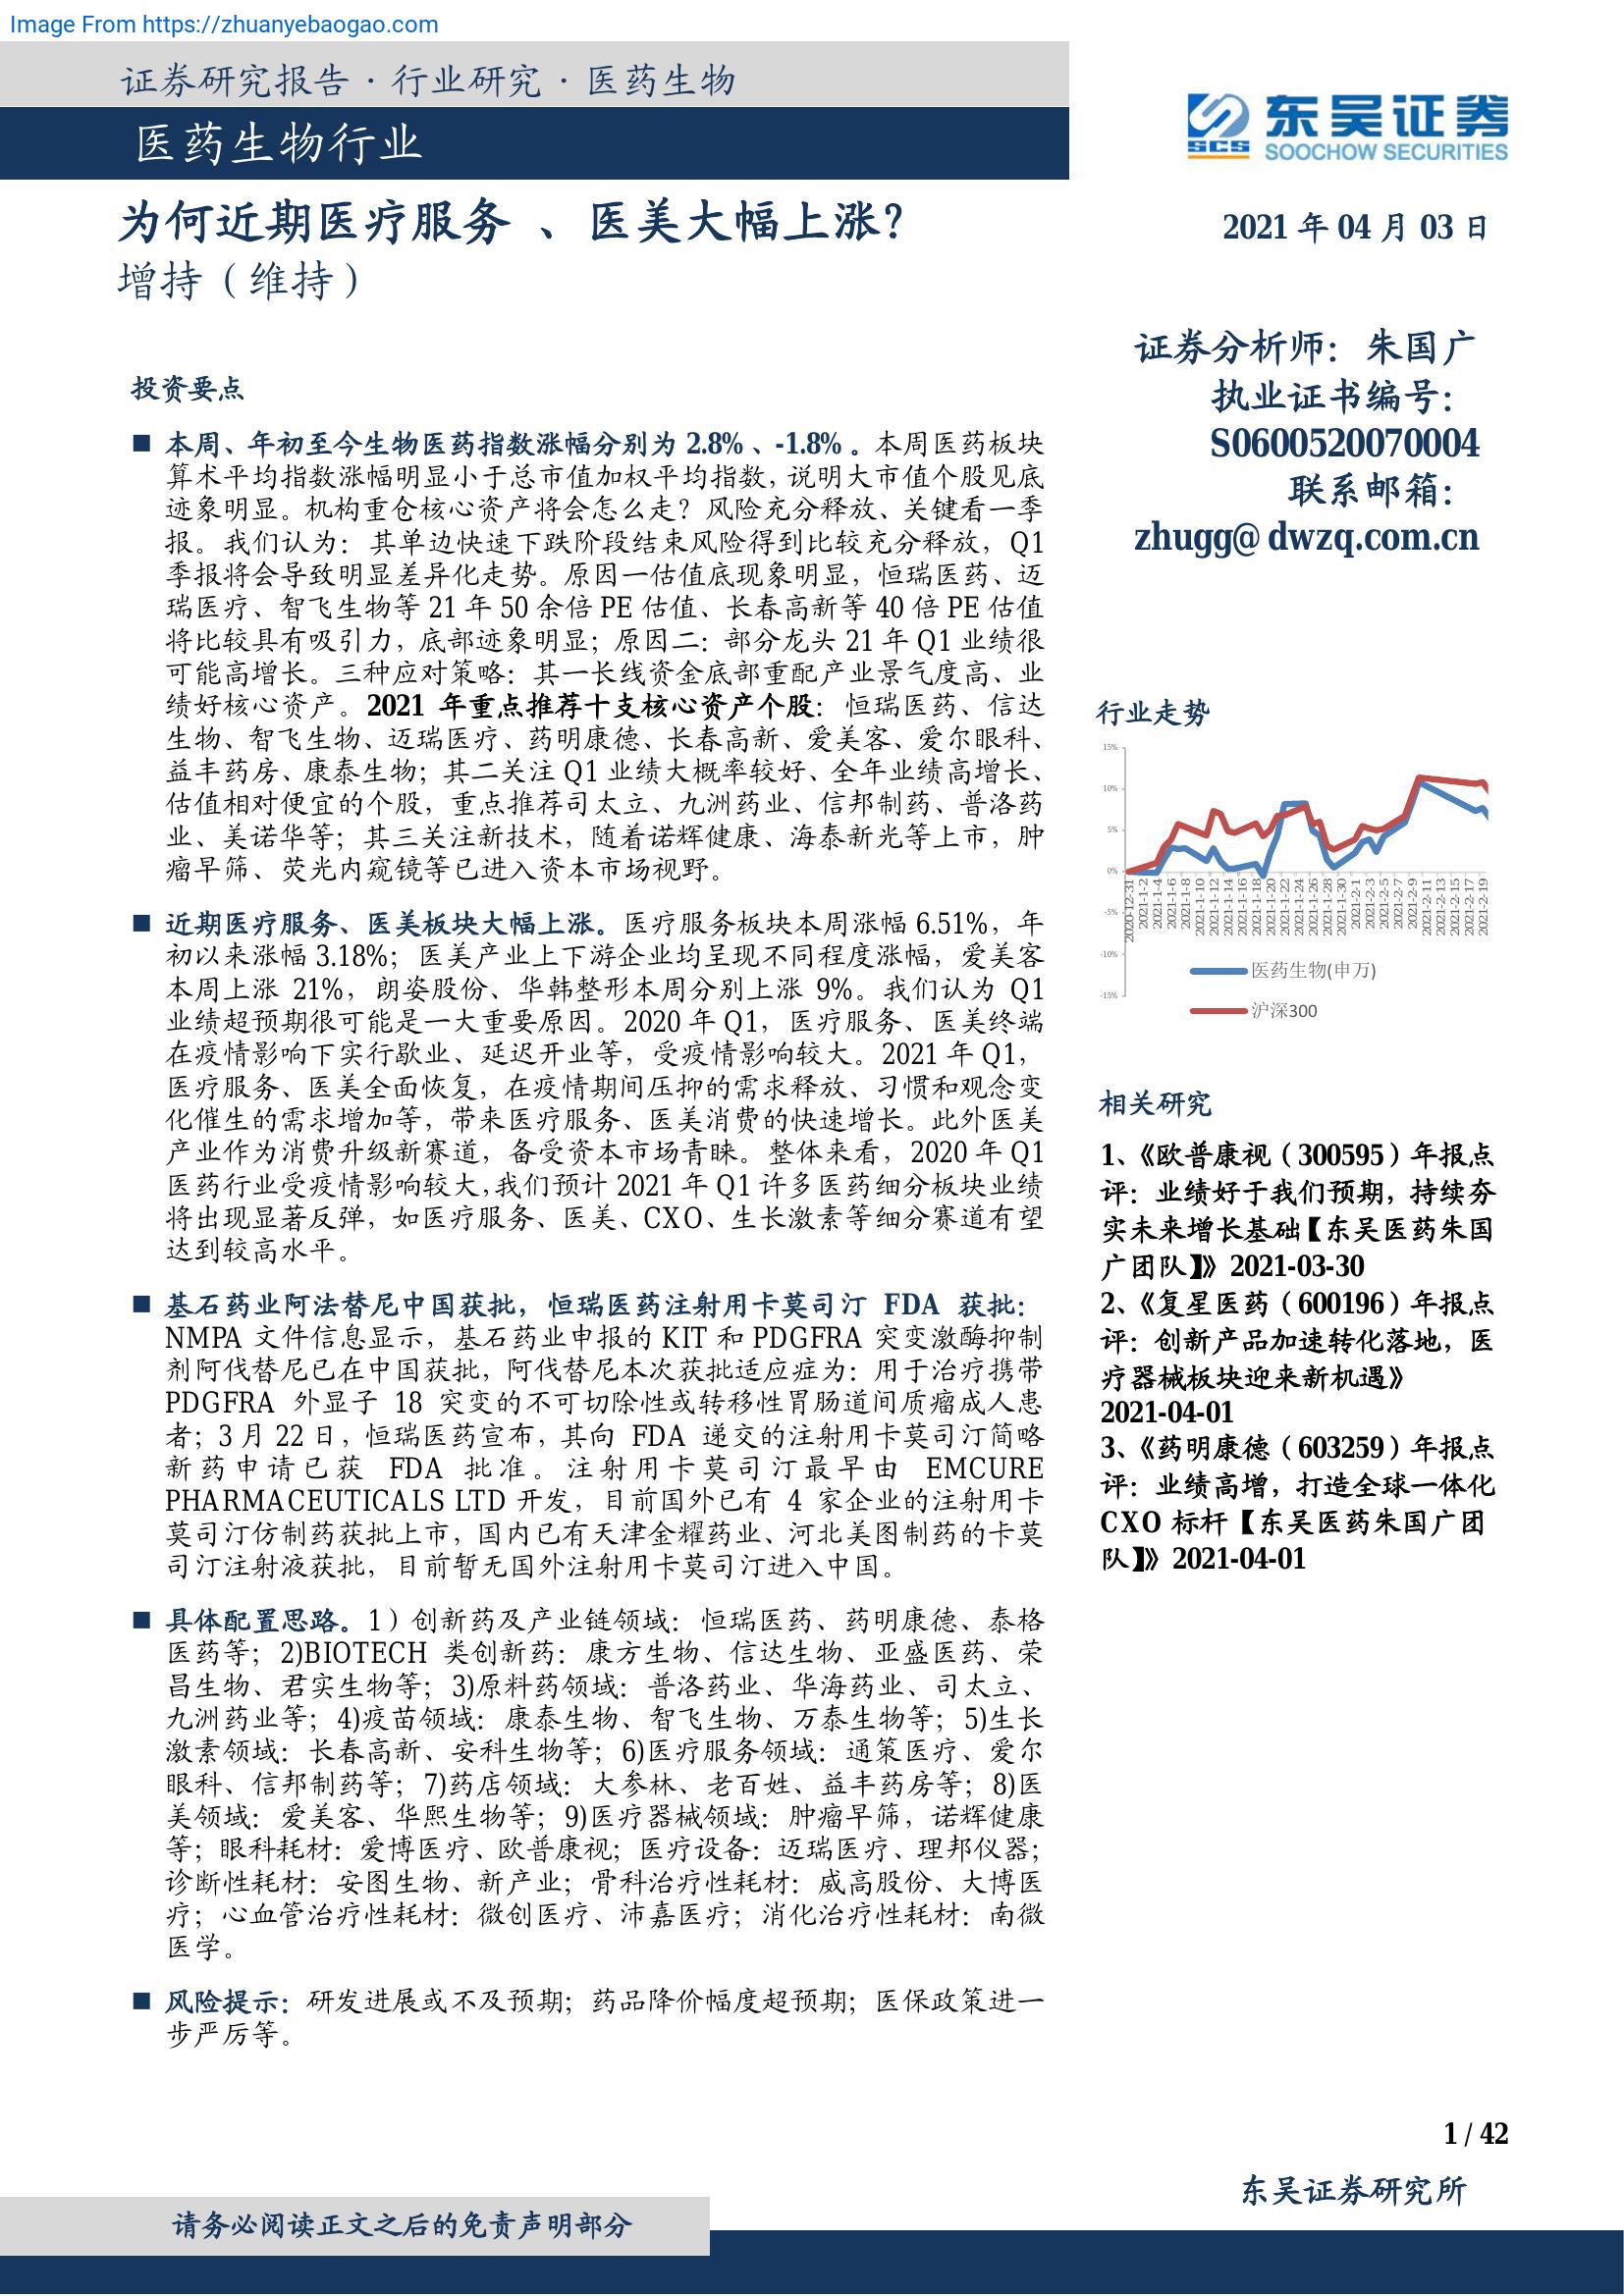 Image From https://zhuanyebaogao.com
证券研究报告·行业研究·医药生物
医药生物行业
东吴证券
SCS
SOOCHOW SECURITIES
为何近期医疗服务 、医美大幅上涨？
增持（维持）
2021 年 04 月 03 日
证券分析师：朱国广
执业证书编号：
S0600520070004
联系邮箱：
zhugg@dwzq.com.cn
投资要点
■ 本周、年初至今生物医药指数涨幅分别为 2.8%、-1.8%。本周医药板块
算术平均指数涨幅明显小于总市值加权平均指数，说明大市值个股见底
迹象明显。机构重仓核心资产将会怎么走？风险充分释放、关键看一季
报。我们认为：其单边快速下跌阶段结束风险得到比较充分释放，Q1
季报将会导致明显差异化走势。原因一估值底现象明显，恒瑞医药、迈
瑞医疗、智飞生物等 21 年 50 余倍 PE 估值、长春高新等 40 倍 PE 估值
将比较具有吸引力，底部迹象明显；原因二：部分龙头 21 年 Q1 业绩很
可能高增长。三种应对策略：其一长线资金底部重配产业景气度高、业
绩好核心资产。2021 年重点推荐十支核心资产个股：恒瑞医药、信达
生物、智飞生物、迈瑞医疗、药明康德、长春高新、爱美客、爱尔眼科、
益丰药房、康泰生物；其二关注 Q1 业绩大概率较好、全年业绩高增长、
估值相对便宜的个股，重点推荐司太立、九洲药业、信邦制药、普洛药
业、美诺华等；其三关注新技术，随着诺辉健康、海泰新光等上市，肿
瘤早筛、荧光内窥镜等已进入资本市场视野。
■ 近期医疗服务、医美板块大幅上涨。医疗服务板块本周涨幅 6.51%，年
初以来涨幅 3.18%；医美产业上下游企业均呈现不同程度涨幅，爱美客
本周上涨 21%，朗姿股份、华韩整形本周分别上涨 9%。我们认为 Q1
业绩超预期很可能是一大重要原因。2020 年 Q1，医疗服务、医美终端
在疫情影响下实行歇业、延迟开业等，受疫情影响较大。2021 年 Q1，
医疗服务、医美全面恢复，在疫情期间压抑的需求释放、习惯和观念变
化催生的需求增加等，带来医疗服务、医美消费的快速增长。此外医美
产业作为消费升级新赛道，备受资本市场青睐。整体来看，2020 年 Q1
医药行业受疫情影响较大，我们预计 2021 年 Q1 许多医药细分板块业绩
将出现显著反弹，如医疗服务、医美、CXO、生长激素等细分赛道有望
达到较高水平。
■ 基石药业阿法替尼中国获批，恒瑞医药注射用卡莫司汀 FDA 获批：
NMPA 文件信息显示，基石药业申报的 KIT 和 PDGFRA 突变激酶抑制
剂阿伐替尼已在中国获批，阿伐替尼本次获批适应症为：用于治疗携带
PDGFRA 外显子 18 突变的不可切除性或转移性胃肠道间质瘤成人患
者；3 月 22 日，恒瑞医药宣布，其向 FDA 递交的注射用卡莫司汀简略
新药申请已获 FDA 批准。注射用卡莫司汀最早由 EMCURE
PHARMACEUTICALS LTD 开发，目前国外已有 4 家企业的注射用卡
莫司汀仿制药获批上市，国内已有天津金耀药业、河北美图制药的卡莫
司汀注射液获批，目前暂无国外注射用卡莫司汀进入中国。
■ 具体配置思路。1）创新药及产业链领域：恒瑞医药、药明康德、泰格
医药等；2)BIOTECH 类创新药：康方生物、信达生物、亚盛医药、荣
昌生物、君实生物等；3)原料药领域：普洛药业、华海药业、司太立、
九洲药业等；4)疫苗领域：康泰生物、智飞生物、万泰生物等；5)生长
激素领域：长春高新、安科生物等；6)医疗服务领域：通策医疗、爱尔
眼科、信邦制药等；7)药店领域：大参林、老百姓、益丰药房等；8)医
美领域：爱美客、华熙生物等；9)医疗器械领域：肿瘤早筛，诺辉健康
等；眼科耗材：爱博医疗、欧普康视；医疗设备：迈瑞医疗、理邦仪器；
诊断性耗材：安图生物、新产业；骨科治疗性耗材：威高股份、大博医
疗；心血管治疗性耗材：微创医疗、沛嘉医疗；消化治疗性耗材：南微
医学。
■ 风险提示：研发进展或不及预期；药品降价幅度超预期；医保政策进一
步严厉等。
行业走势
15%
10%
5%
0%
-5%
-10%
-15%
2020-12-31
2021-1-2
2021-1-4
2021-1-6
2021-1-8
2021-1-10
2021-1-12
2021-1-14
2021-1-16
2021-1-18
2021-1-20
2021-1-22
2021-1-24
2021-1-26
2021-1-28
2021-1-30
2021-2-1
2021-2-3
2021-2-5
2021-2-7
2021-2-9
2021-2-11
2021-2-13
2021-2-15
2021-2-17
2021-2-19
医药生物(申万)
沪深300
相关研究
1、《欧普康视（300595）年报点
评：业绩好于我们预期，持续夯
实未来增长基础【东吴医药朱国
广团队】》2021-03-30
2、《复星医药（600196）年报点
评：创新产品加速转化落地，医
疗器械板块迎来新机遇》
2021-04-01
3、《药明康德（603259）年报点
评：业绩高增，打造全球一体化
CXO 标杆【东吴医药朱国广团
队】》2021-04-01
1 / 42
东吴证券研究所
请务必阅读正文之后的免责声明部分